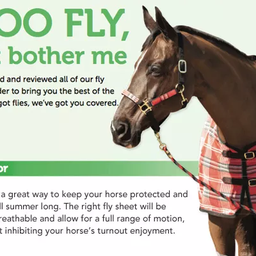 OO FLY,
t bother me
d and reviewed all of our fly
der to bring you the best of the
got flies, we've got you covered.
or
a great way to keep your horse protected and
ll summer long. The right fly sheet will be
reathable and allow for a full range of motion,
t inhibiting your horse's turnout enjoyment.